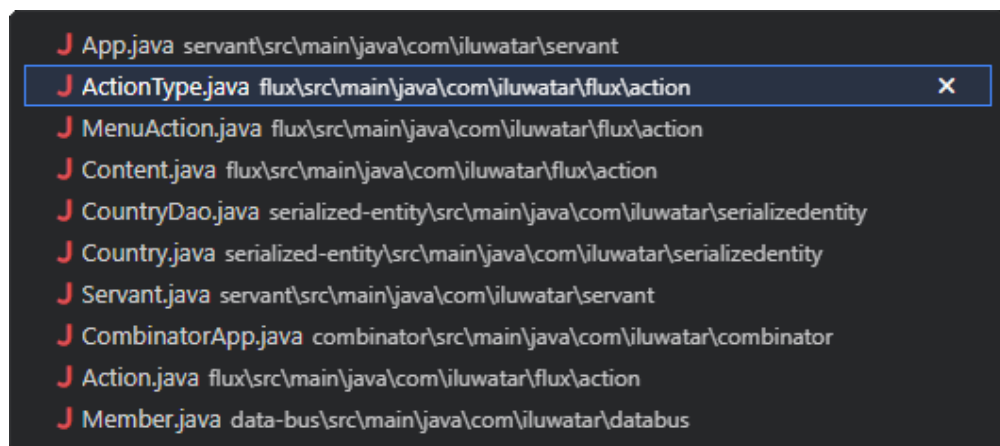 App.java servant\src\main\java\com\iluwatar\servant
ActionType.java flux\src\main\java\com\iluwatar\flux\action
MenuAction.java flux\src\main\java\com\iluwatar\flux\action
Content.java flux\src\main\java\com\iluwatar\flux\action
CountryDao.java serialized-entity\src\main\java\com\iluwatar\serializedentity
Country.java serialized-entity\src\main\java\com\iluwatar\serializedentity
Servant.java servant\src\main\java\com\iluwatar\servant
CombinatorApp.java combinator\src\main\java\com\iluwatar\combinator
Action.java flux\src\main\java\com\iluwatar\flux\action
Member.java data-bus\src\main\java\com\iluwatar\databus